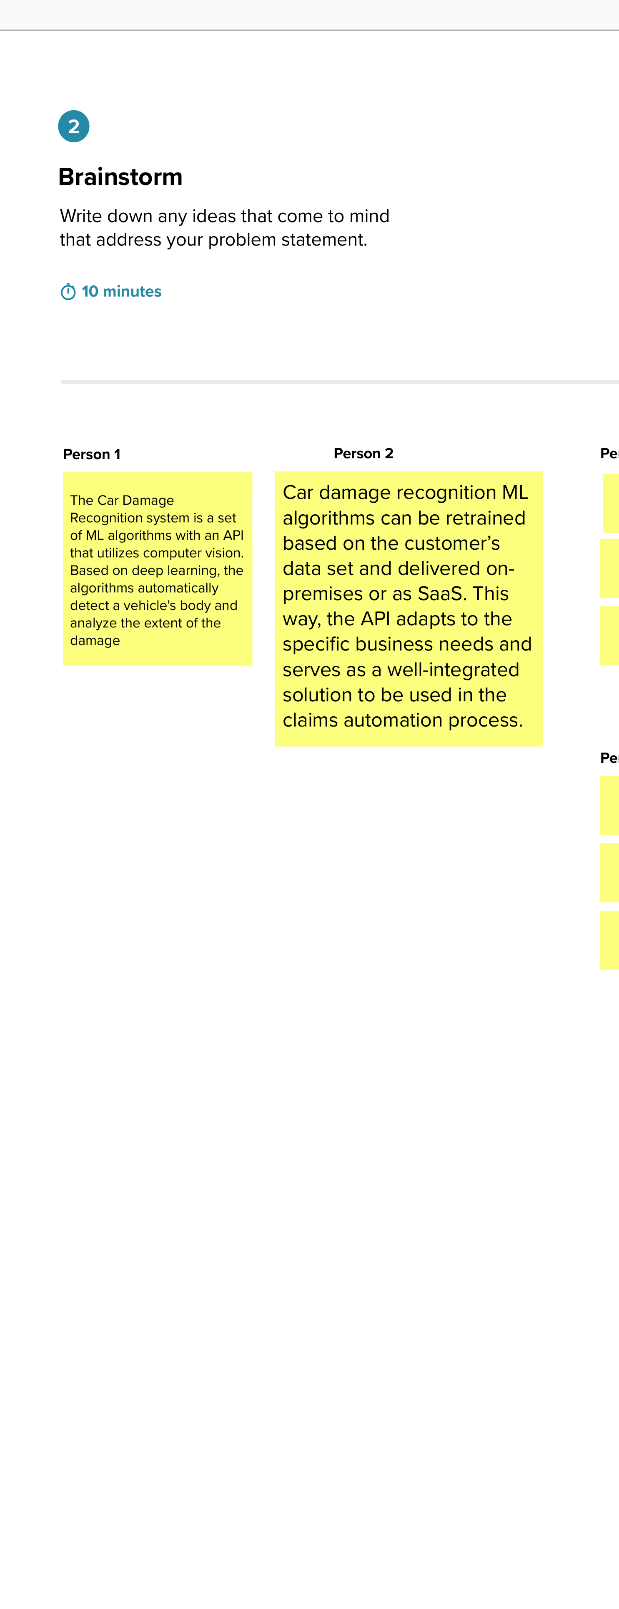 2
Brainstorm
Write down any ideas that come to mind
that address your problem statement.
10 minutes
Person 1
Person 2
The Car Damage
Recognition system is a set
of ML algorithms with an API
that utilizes computer vision.
Based on deep learning, the
algorithms automatically
detect a vehicle's body and
analyze the extent of the
damage
Car damage recognition ML
algorithms can be retrained
based on the customer’s
data set and delivered on-
premises or as SaaS. This
way, the API adapts to the
specific business needs and
serves as a well-integrated
solution to be used in the
claims automation process.